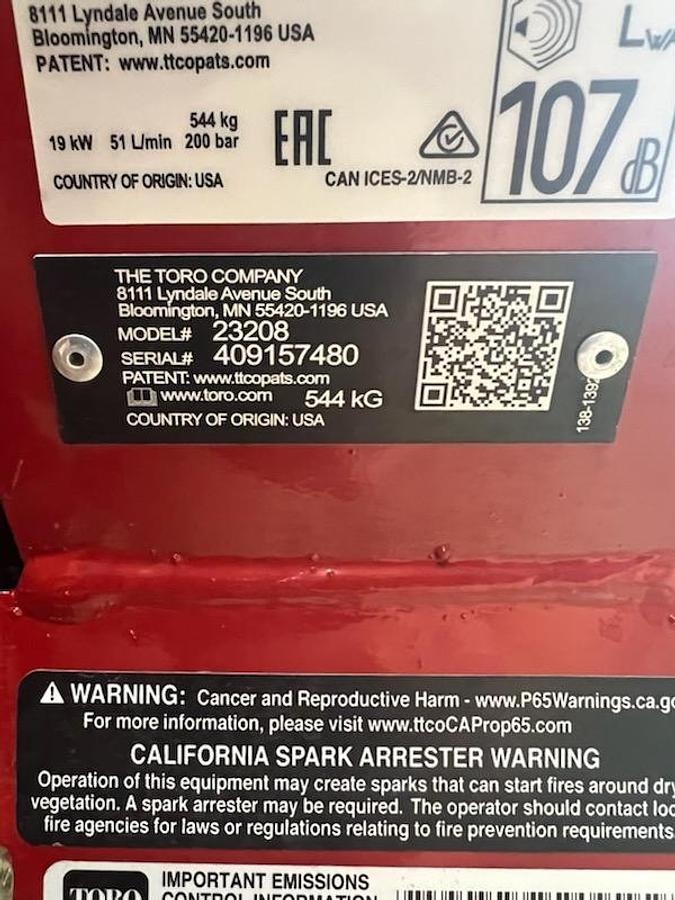 8111 Lyndale Avenue South
Bloomington, MN 55420-1196 USA
PATENT: www.ttcopats.com
544 kg
19 kW 51 L/min 200 bar
EAC
COUNTRY OF ORIGIN: USA
CAN ICES-2/NMB-2
LWA
107 dB
THE TORO COMPANY
8111 Lyndale Avenue South
Bloomington, MN 55420-1196 USA
MODEL# 23208
SERIAL# 409157480
PATENT: www.ttcopats.com
www.toro.com 544 kG
COUNTRY OF ORIGIN: USA
138-1392
WARNING: Cancer and Reproductive Harm - www.P65Warnings.ca.go
For more information, please visit www.ttcoCAProp65.com
CALIFORNIA SPARK ARRESTER WARNING
Operation of this equipment may create sparks that can start fires around dry
vegetation. A spark arrester may be required. The operator should contact loc
fire agencies for laws or regulations relating to fire prevention requirements.
TORO
IMPORTANT EMISSIONS
CONTROL INFORMATION